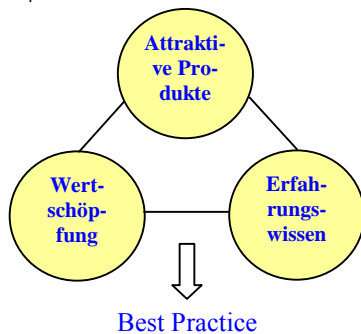 Attrakti-
ve Pro-
dukte
Wert-
schöp-
fung
Erfah-
rungs-
wissen
Best Practice